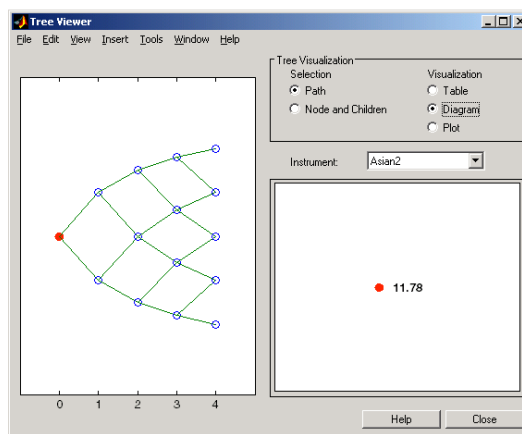 Tree Viewer
File Edit View Insert Tools Window Help
Tree Visualization
Selection
Path
Node and Children
Visualization
Table
Diagram
Plot
Instrument: Asian2
11.78
0 1 2 3 4
Help Close